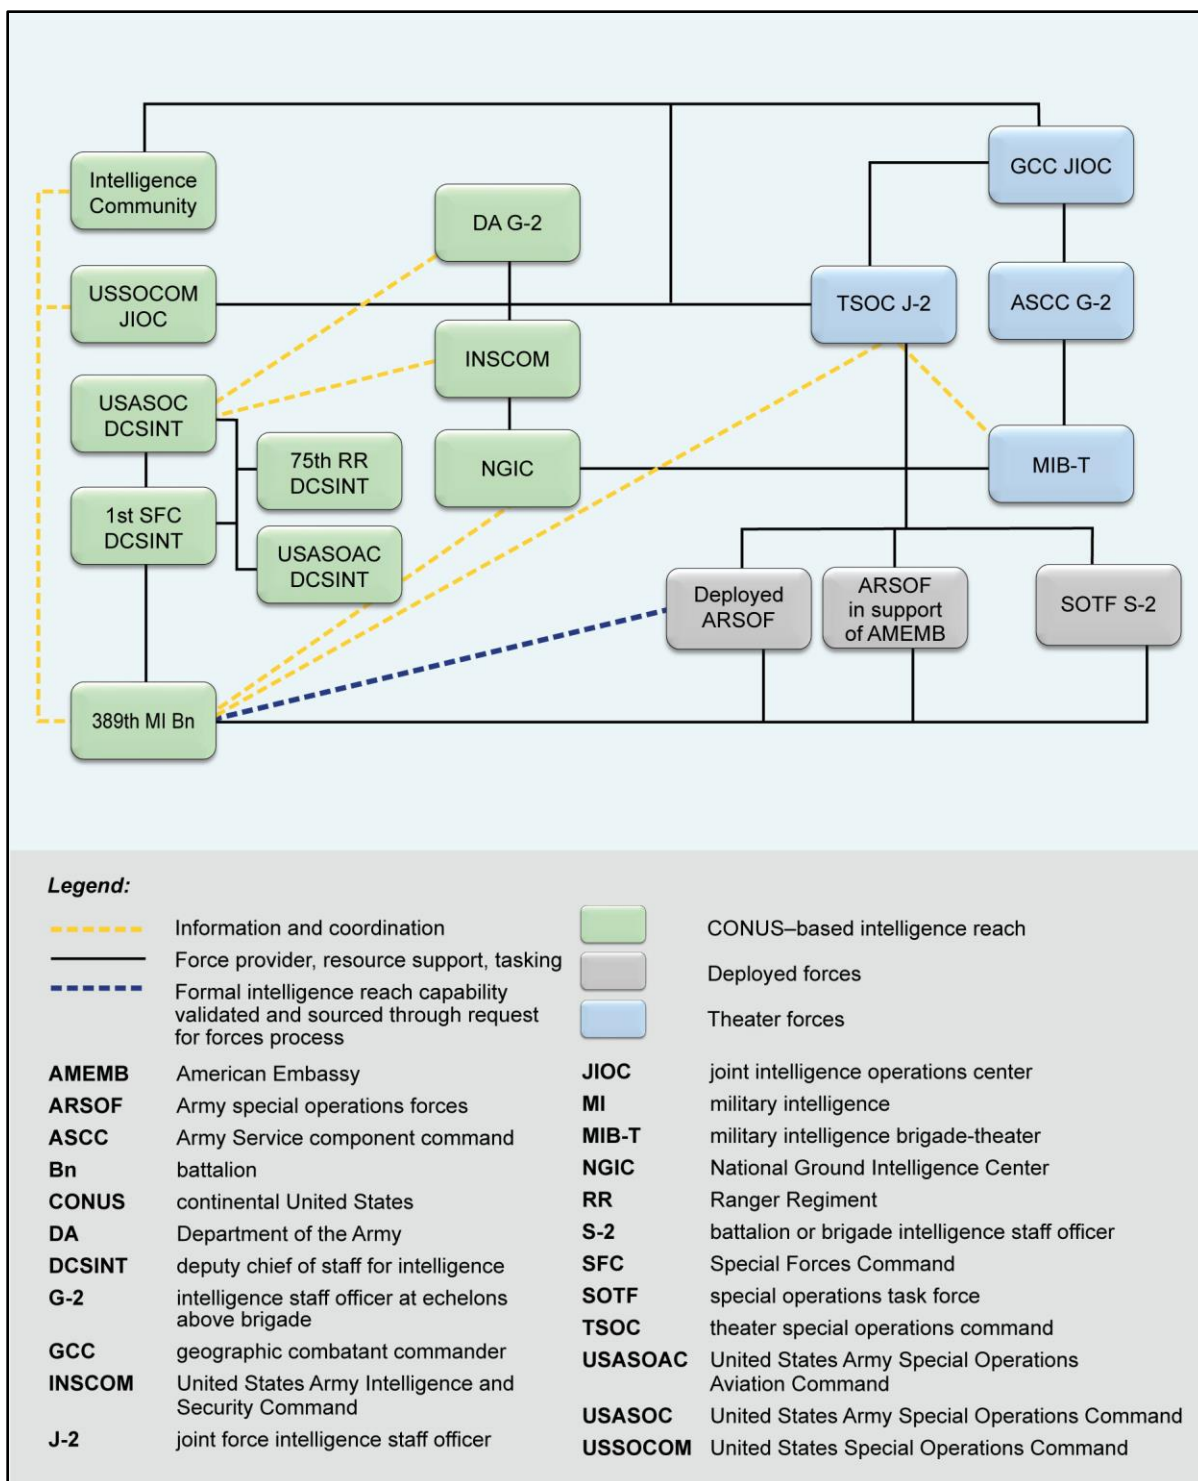 Intelligence
Community
DA G-2
GCC JIOC
USSOCOM
JIOC
TSOC J-2
ASCC G-2
INSCOM
USASOC
DCSINT
75th RR
DCSINT
NGIC
MIB-T
1st SFC
DCSINT
USASOAC
DCSINT
Deployed
ARSOF
ARSOF
in support
of AMEMB
SOTF S-2
389th MI Bn
Legend:
Information and coordination
Force provider, resource support, tasking
Formal intelligence reach capability
validated and sourced through request
for forces process
CONUS–based intelligence reach
Deployed forces
Theater forces
AMEMB American Embassy
ARSOF Army special operations forces
ASCC Army Service component command
Bn battalion
CONUS continental United States
DA Department of the Army
DCSINT deputy chief of staff for intelligence
G-2 intelligence staff officer at echelons
above brigade
GCC geographic combatant commander
INSCOM United States Army Intelligence and
Security Command
J-2 joint force intelligence staff officer
JIOC joint intelligence operations center
MI military intelligence
MIB-T military intelligence brigade-theater
NGIC National Ground Intelligence Center
RR Ranger Regiment
S-2 battalion or brigade intelligence staff officer
SFC Special Forces Command
SOTF special operations task force
TSOC theater special operations command
USASOAC United States Army Special Operations
Aviation Command
USASOC United States Army Special Operations Command
USSOCOM United States Special Operations Command